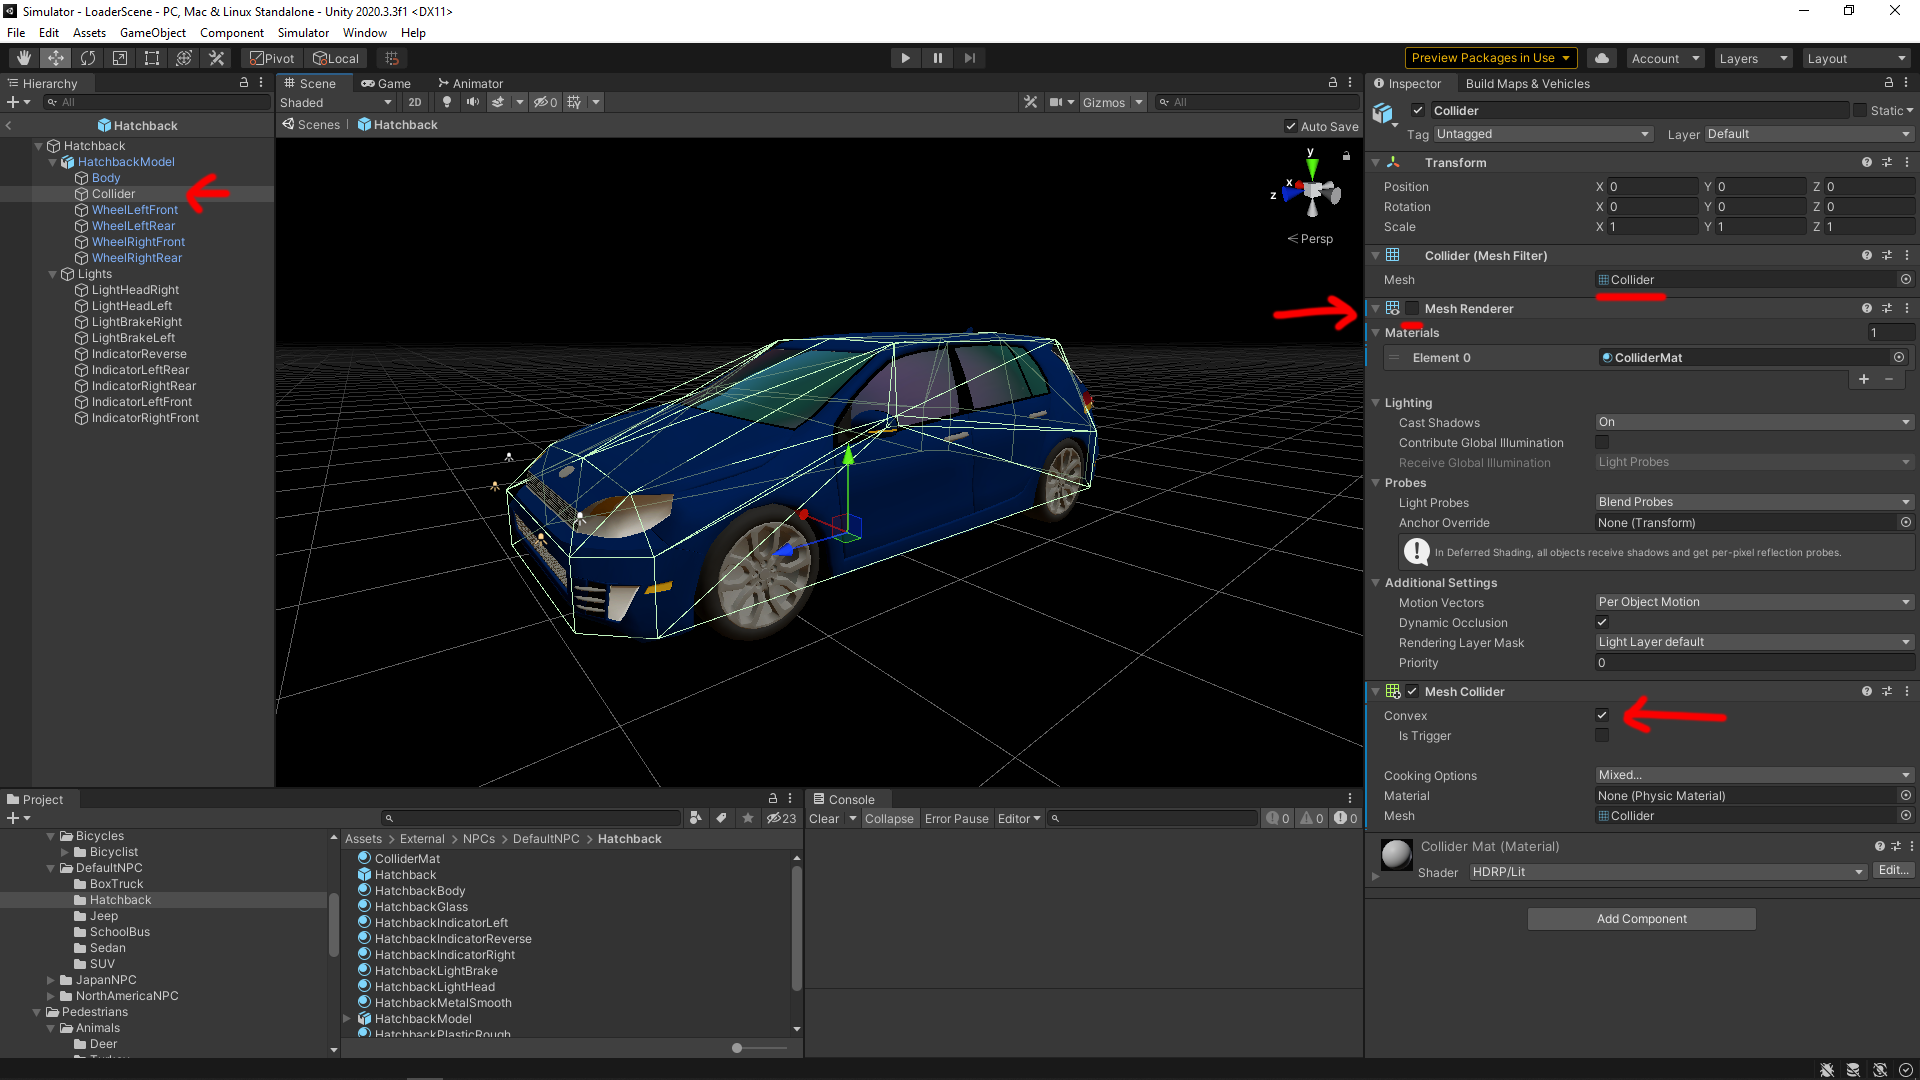 Simulator - LoaderScene - PC, Mac & Linux Standalone - Unity 2020.3.3f1 <DX11>
File Edit Assets GameObject Component Simulator Window Help
Pivot Local
Preview Packages in Use Account Layers Layout
Hierarchy
All
Hatchback
Hatchback
HatchbackModel
Body
Collider
WheelLeftFront
WheelLeftRear
WheelRightFront
WheelRightRear
Lights
LightHeadRight
LightHeadLeft
LightBrakeRight
LightBrakeLeft
IndicatorReverse
IndicatorLeftRear
IndicatorRightRear
IndicatorLeftFront
IndicatorRightFront
Scene Game Animator
Shaded 2D 0 Gizmos All
Scenes Hatchback Auto Save
y
x
z
Persp
Inspector Build Maps & Vehicles
Collider Static
Tag Untagged Layer Default
Transform
Position X 0 Y 0 Z 0
Rotation X 0 Y 0 Z 0
Scale X 1 Y 1 Z 1
Collider (Mesh Filter)
Mesh Collider
Mesh Renderer
Materials 1
Element 0 ColliderMat
Lighting
Cast Shadows On
Contribute Global Illumination
Receive Global Illumination Light Probes
Probes
Light Probes Blend Probes
Anchor Override None (Transform)
In Deferred Shading, all objects receive shadows and get per-pixel reflection probes.
Additional Settings
Motion Vectors Per Object Motion
Dynamic Occlusion
Rendering Layer Mask Light Layer default
Priority 0
Mesh Collider
Convex
Is Trigger
Cooking Options Mixed...
Material None (Physic Material)
Mesh Collider
Collider Mat (Material)
Shader HDRP/Lit Edit...
Add Component
Project
23
Bicycles
Bicyclist
DefaultNPC
BoxTruck
Hatchback
Jeep
SchoolBus
Sedan
SUV
JapanNPC
NorthAmericaNPC
Pedestrians
Animals
Deer
Assets > External > NPCs > DefaultNPC > Hatchback
ColliderMat
Hatchback
HatchbackBody
HatchbackGlass
HatchbackIndicatorLeft
HatchbackIndicatorReverse
HatchbackIndicatorRight
HatchbackLightBrake
HatchbackLightHead
HatchbackMetalSmooth
HatchbackModel
HatchbackPlasticRough
Console
Clear Collapse Error Pause Editor 0 0 0